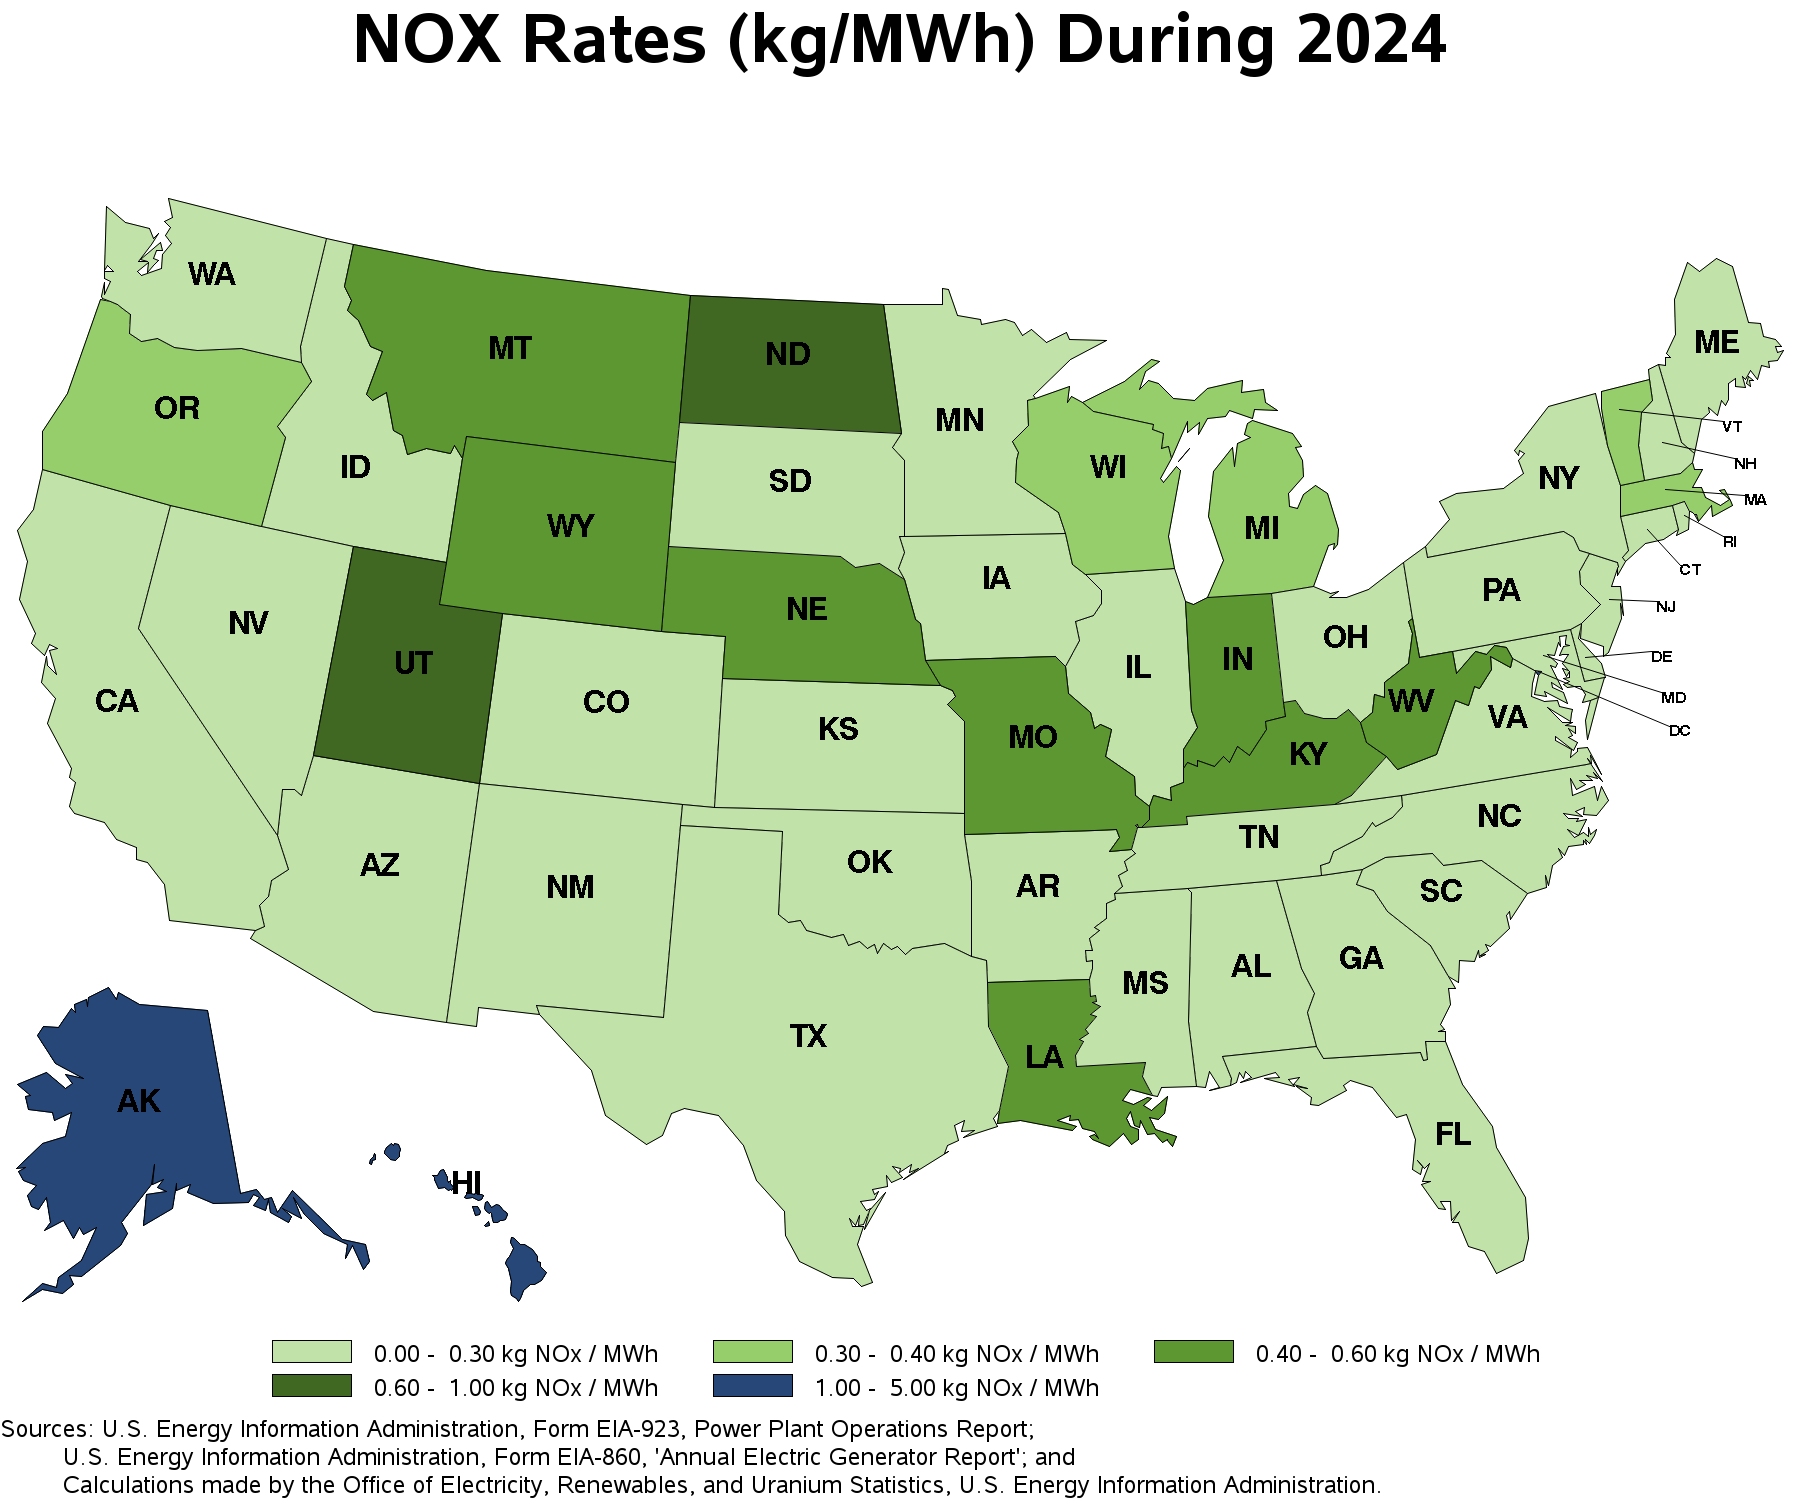 NOX Rates (kg/MWh) During 2024
WA
MT
ND
ME
OR
MN
VT
ID
SD
WI
NY
NH
MA
WY
MI
RI
CT
IA
PA
NE
NJ
NV
OH
UT
IN
DE
IL
CA
CO
WV
MD
KS
VA
DC
MO
KY
NC
TN
AZ
OK
NM
AR
SC
GA
AL
MS
TX
LA
AK
FL
HI
0.00 - 0.30 kg NOx / MWh
0.30 - 0.40 kg NOx / MWh
0.40 - 0.60 kg NOx / MWh
0.60 - 1.00 kg NOx / MWh
1.00 - 5.00 kg NOx / MWh
Sources: U.S. Energy Information Administration, Form EIA-923, Power Plant Operations Report;
U.S. Energy Information Administration, Form EIA-860, 'Annual Electric Generator Report'; and
Calculations made by the Office of Electricity, Renewables, and Uranium Statistics, U.S. Energy Information Administration.